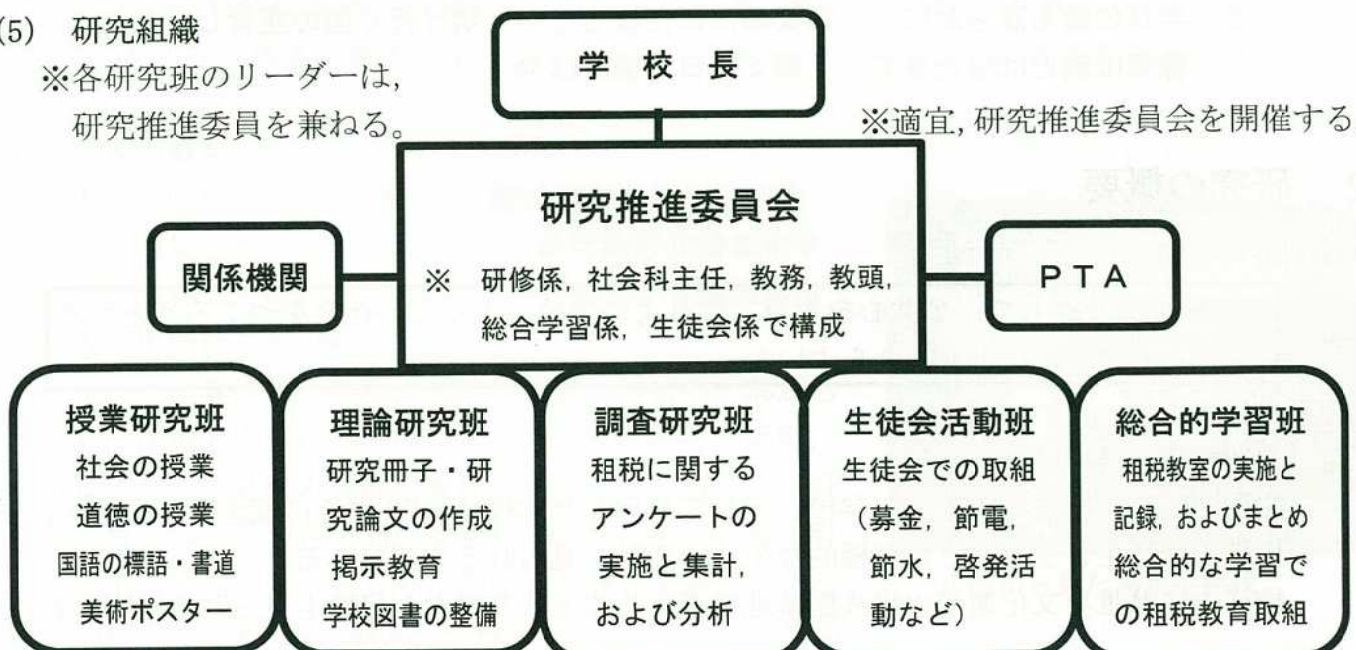 (5) 研究組織
※各研究班のリーダーは，
研究推進委員を兼ねる。
学 校 長
※適宜，研究推進委員会を開催する
研究推進委員会
※ 研修係，社会科主任，教務，教頭，
総合学習係，生徒会係で構成
関係機関
ＰＴＡ
授業研究班
社会の授業
道徳の授業
国語の標語・書道
美術ポスター
理論研究班
研究冊子・研
究論文の作成
掲示教育
学校図書の整備
調査研究班
租税に関する
アンケートの
実施と集計，
および分析
生徒会活動班
生徒会での取組
（募金，節電，
節水，啓発活
動など）
総合的学習班
租税教室の実施と
記録，およびまとめ
総合的な学習で
の租税教育取組